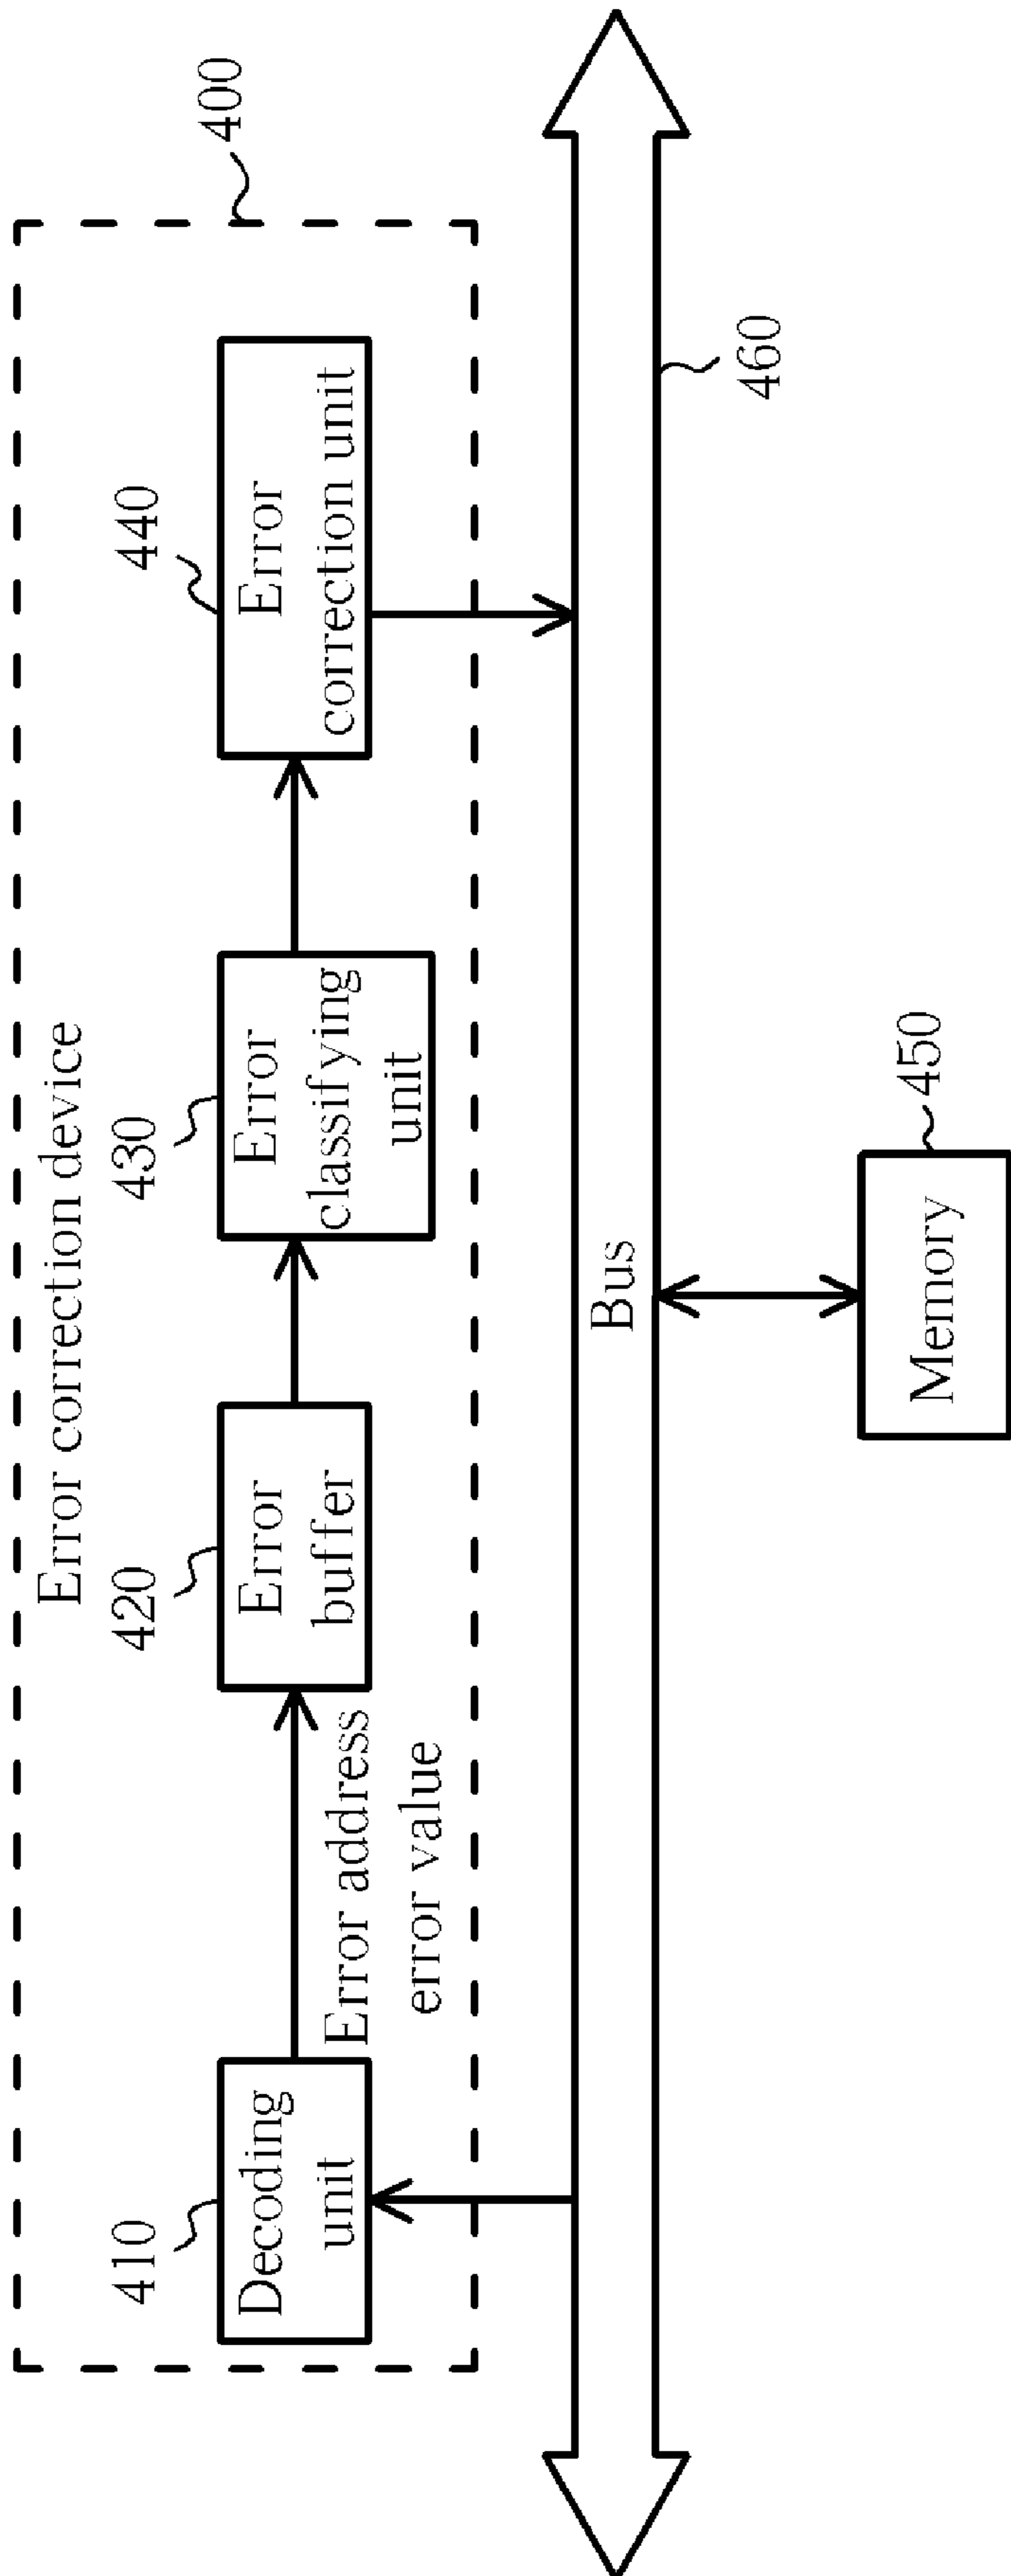 Error correction device
400
410
420
430
440
Decoding
unit
Error address
error value
Error
buffer
Error
classifying
unit
Error
correction unit
Bus
460
Memory
450